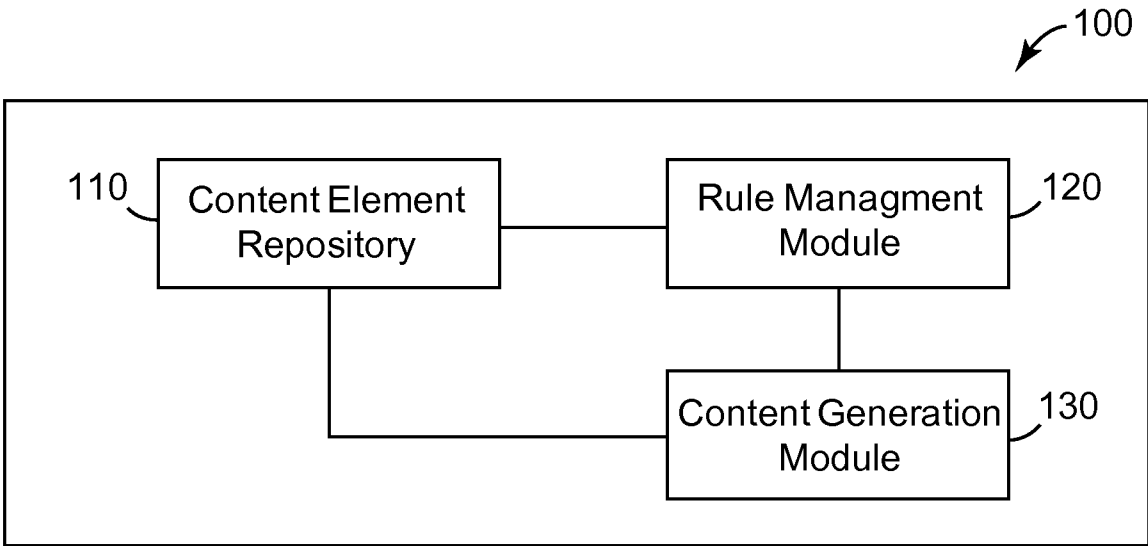 100
110
Content Element
Repository
Rule Managment
Module
120
Content Generation
Module
130